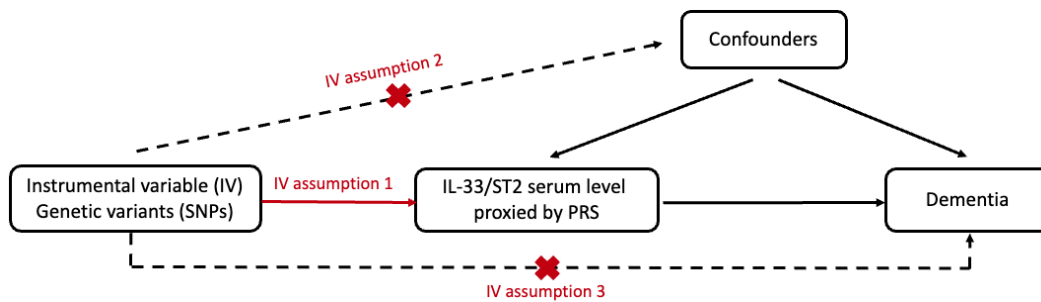 Confounders
IV assumption 2
Instrumental variable (IV)
Genetic variants (SNPs)
IV assumption 1
IL-33/ST2 serum level
proxied by PRS
Dementia
IV assumption 3